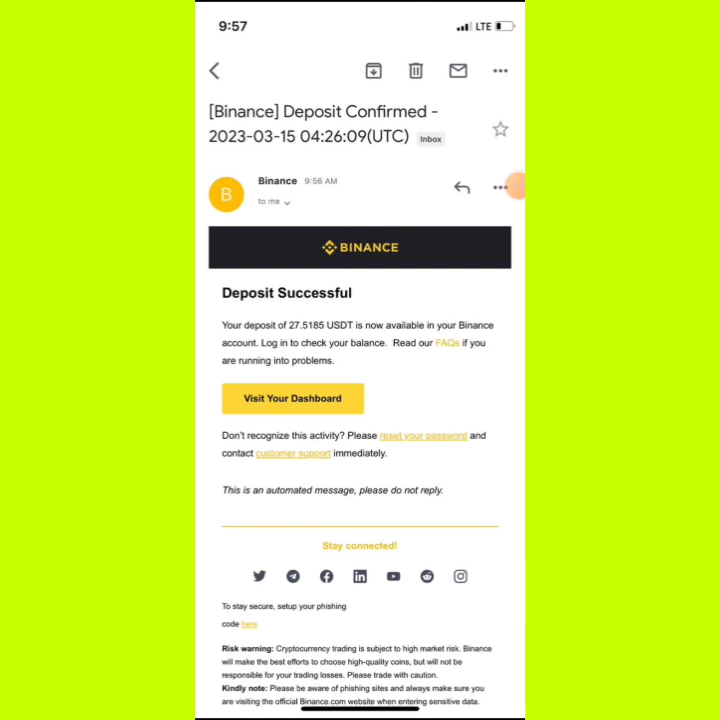 9:57
LTE
[Binance] Deposit Confirmed -
2023-03-15 04:26:09(UTC) Inbox
B
Binance 9:56 AM
to me
BINANCE
Deposit Successful
Your deposit of 27.5185 USDT is now available in your Binance
account. Log in to check your balance. Read our FAQs if you
are running into problems.
Visit Your Dashboard
Don't recognize this activity? Please reset your password and
contact customer support immediately.
This is an automated message, please do not reply.
Stay connected!
To stay secure, setup your phishing
code here
Risk warning: Cryptocurrency trading is subject to high market risk. Binance
will make the best efforts to choose high-quality coins, but will not be
responsible for your trading losses. Please trade with caution.
Kindly note: Please be aware of phishing sites and always make sure you
are visiting the official Binance.com website when entering sensitive data.